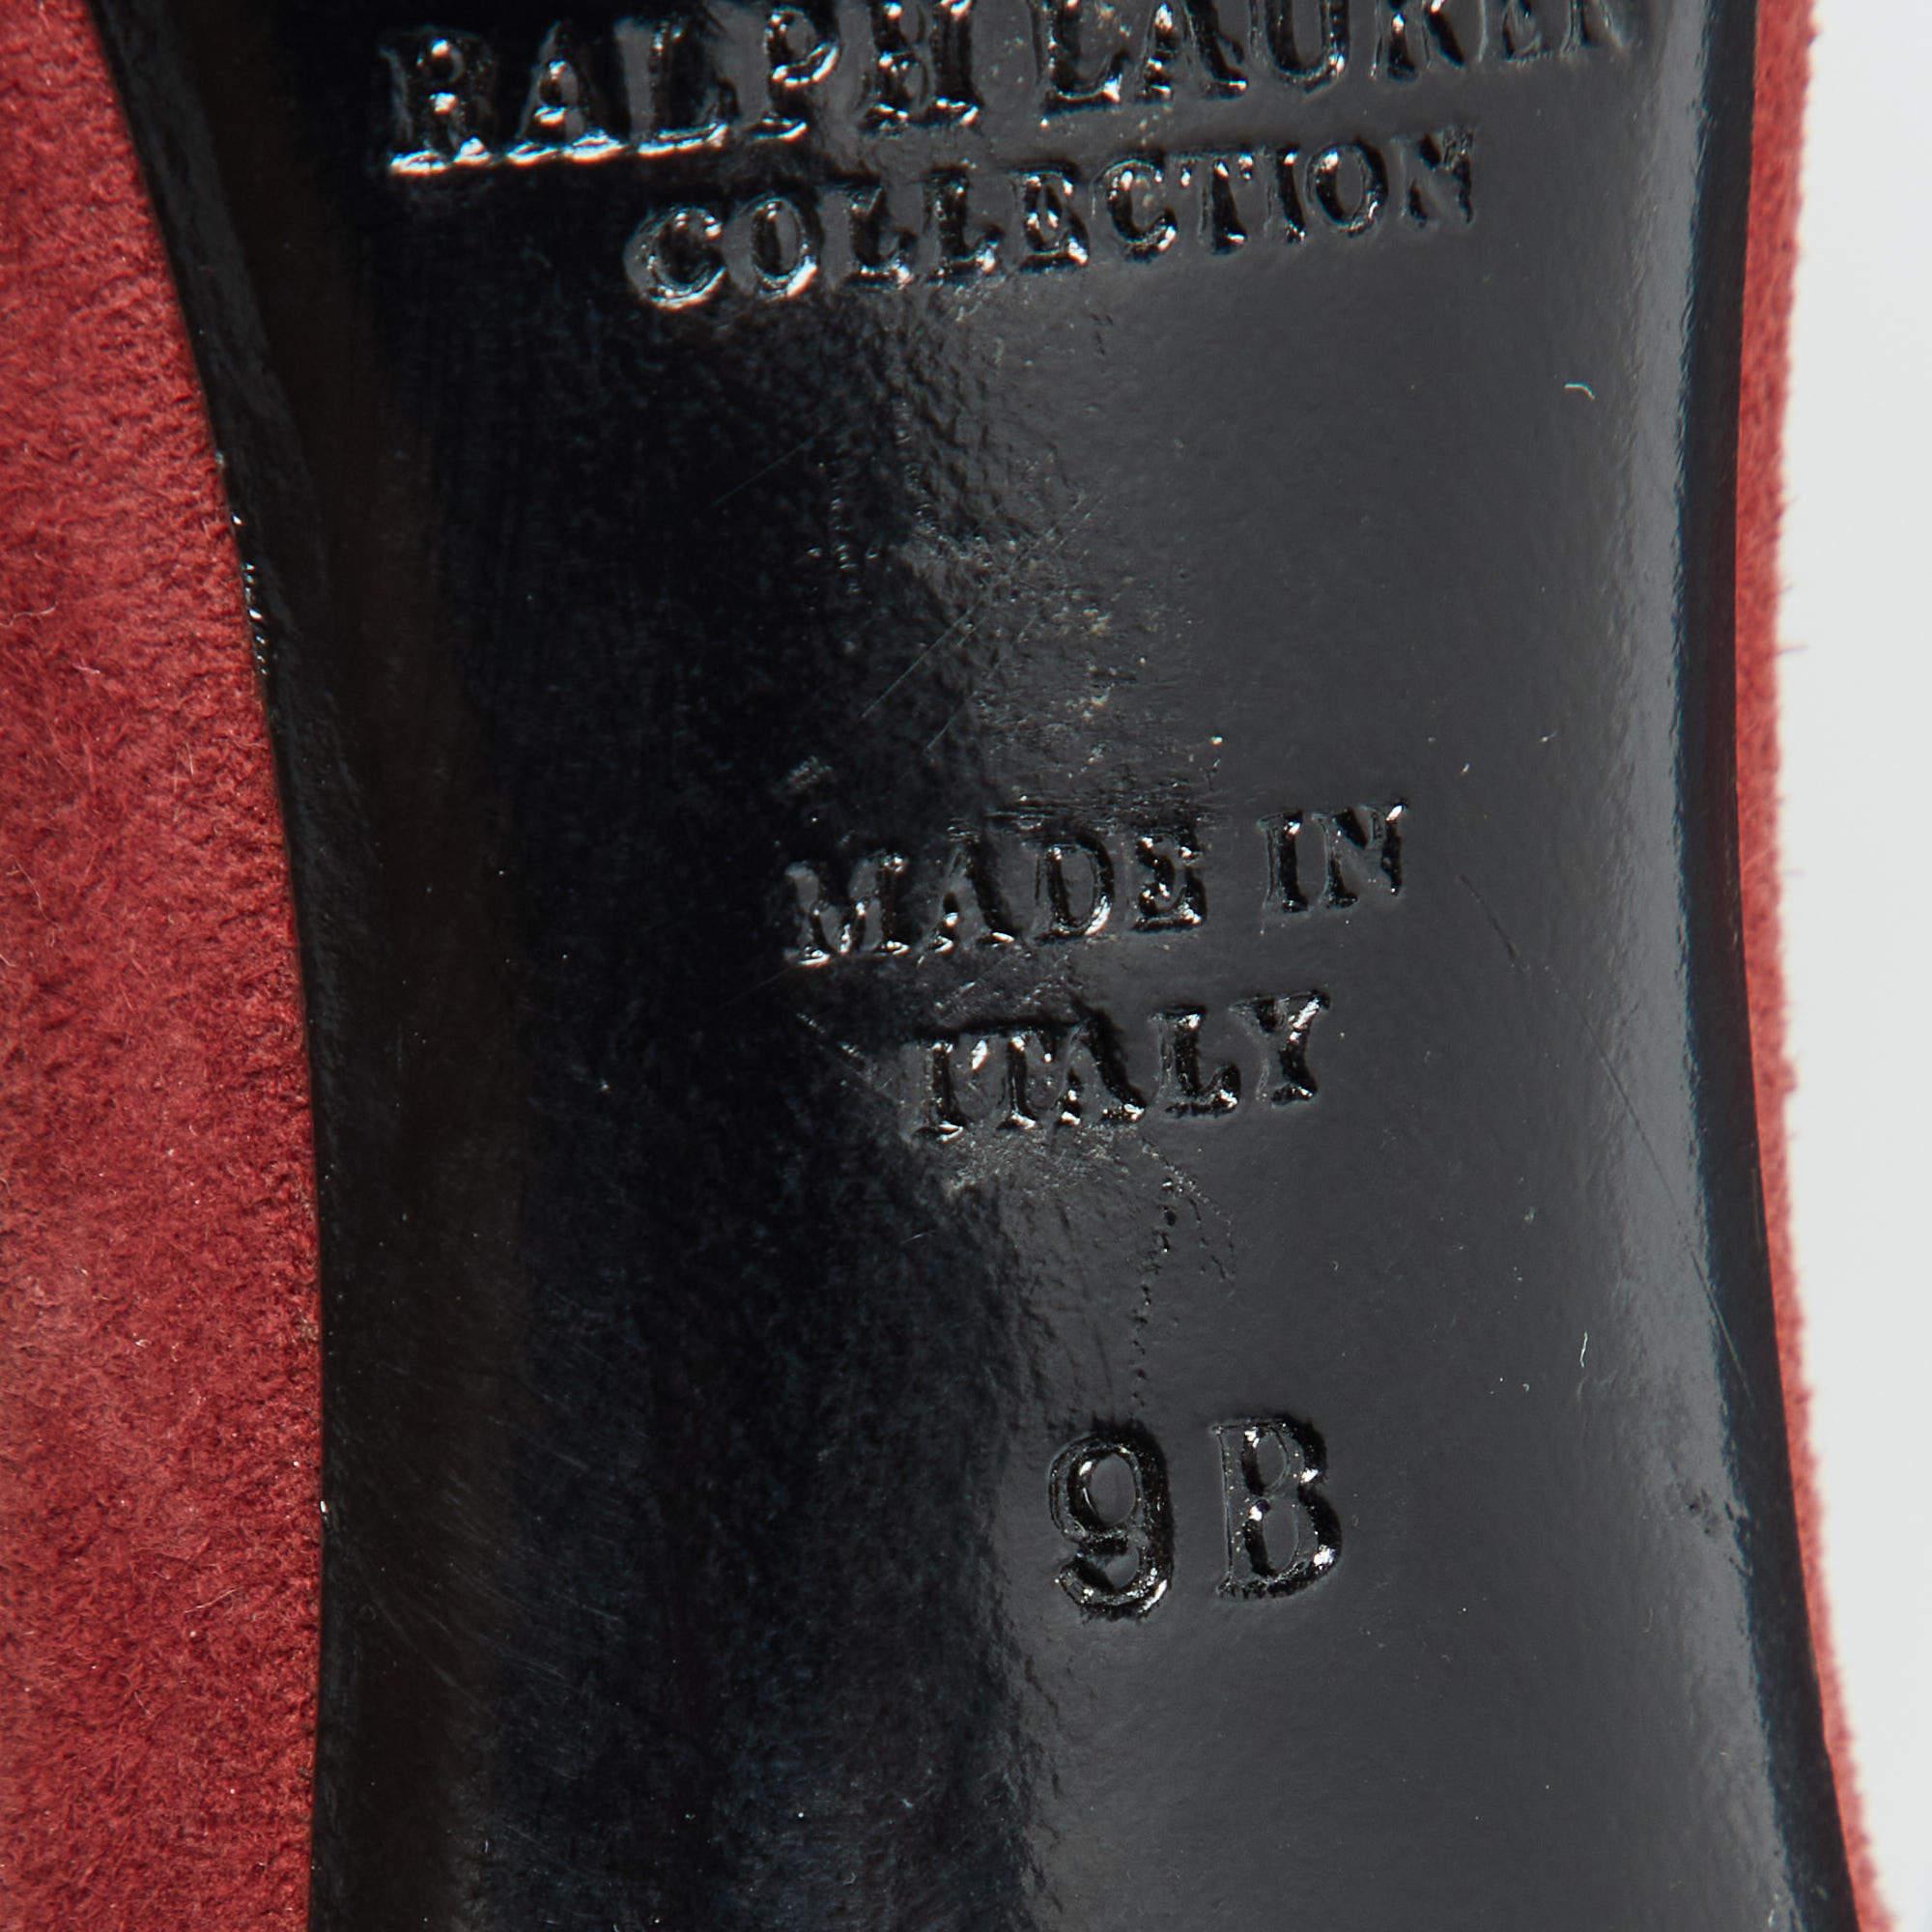 RALPH LAUREN
COLLECTION
MADE IN
ITALY
9B